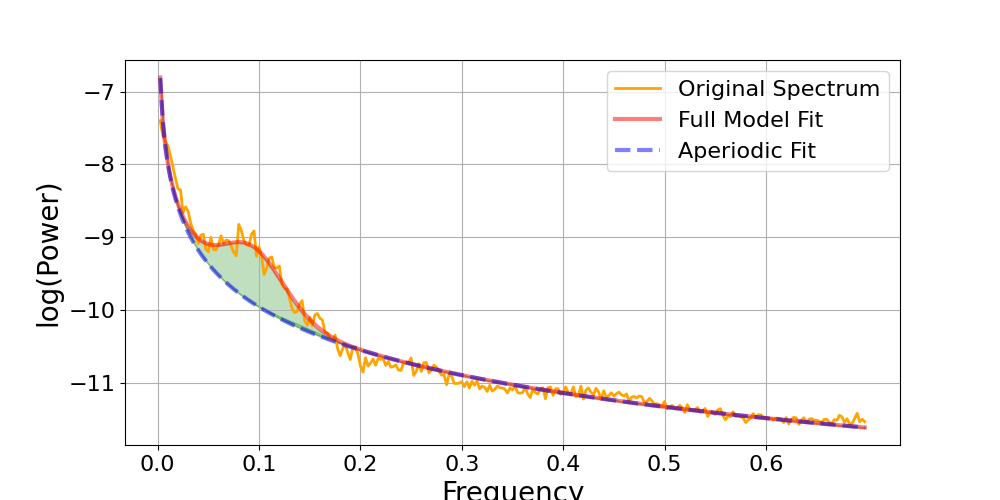 −7
−8
−9
−10
−11
log(Power)
Original Spectrum
Full Model Fit
Aperiodic Fit
0.0 0.1 0.2 0.3 0.4 0.5 0.6
Frequency